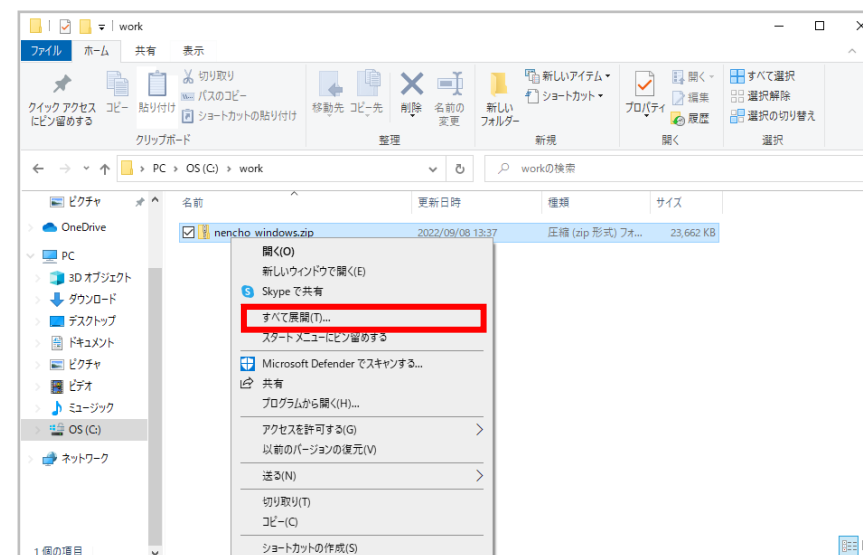 work
ファイル ホーム 共有 表示
クイック アクセス にピン留めする
コピー
貼り付け
切り取り
パスのコピー
ショートカットの貼り付け
クリップボード
移動先
コピー先
削除
名前の変更
整理
新しいフォルダー
新しいアイテム
ショートカット
新規
プロパティ
開く
編集
履歴
開く
すべて選択
選択解除
選択の切り替え
選択
PC › OS (C:) › work
workの検索
名前 更新日時 種類 サイズ
nencho_windows.zip 2022/09/08 13:37 圧縮 (zip 形式) フォ... 23,662 KB
ピクチャ
OneDrive
PC
3D オブジェクト
ダウンロード
デスクトップ
ドキュメント
ピクチャ
ビデオ
ミュージック
OS (C:)
ネットワーク
1 個の項目
開く(O)
新しいウィンドウで開く(E)
Skype で共有
すべて展開(T)...
スタート メニューにピン留めする
Microsoft Defender でスキャンする...
共有
プログラムから開く(H)...
アクセスを許可する(G)
以前のバージョンの復元(V)
送る(N)
切り取り(T)
コピー(C)
ショートカットの作成(S)